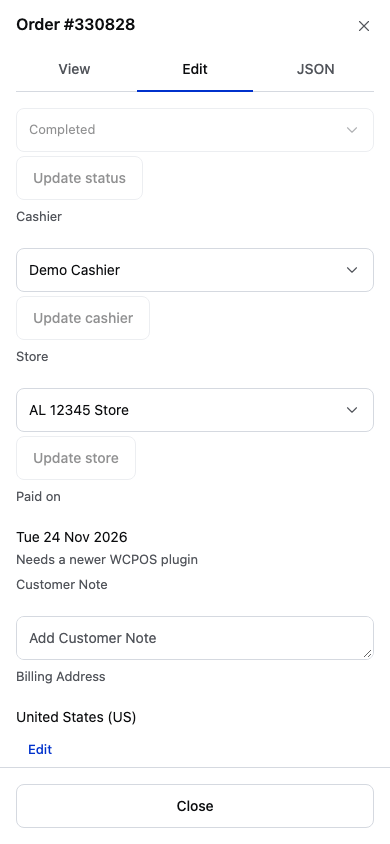 Order #330828
View
Edit
JSON
Completed
Update status
Cashier
Demo Cashier
Update cashier
Store
AL 12345 Store
Update store
Paid on
Tue 24 Nov 2026
Needs a newer WCPOS plugin
Customer Note
Add Customer Note
Billing Address
United States (US)
Edit
Close